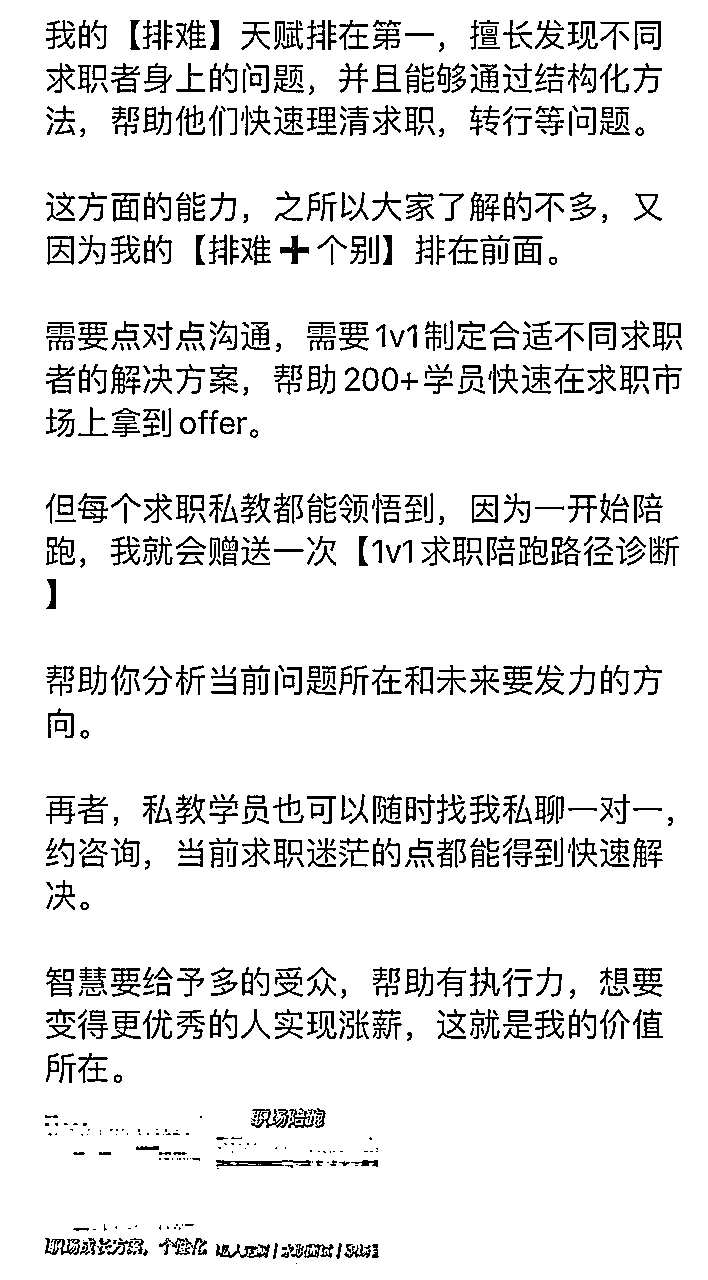 我的【排难】天赋排在第一，擅长发现不同
求职者身上的问题，并且能够通过结构化方
法，帮助他们快速理清求职，转行等问题。
这方面的能力，之所以大家了解的不多，又
因为我的【排难➕个别】排在前面。
需要点对点沟通，需要1v1制定合适不同求职
者的解决方案，帮助200+学员快速在求职市
场上拿到offer。
但每个求职私教都能领悟到，因为一开始陪
跑，我就会赠送一次【1v1求职陪跑路径诊断
】
帮助你分析当前问题所在和未来要发力的方
向。
再者，私教学员也可以随时找我私聊一对一，
约咨询，当前求职迷茫的点都能得到快速解
决。
智慧要给予多的受众，帮助有执行力，想要
变得更优秀的人实现涨薪，这就是我的价值
所在。
职场陪跑
职场成长方案，个性化